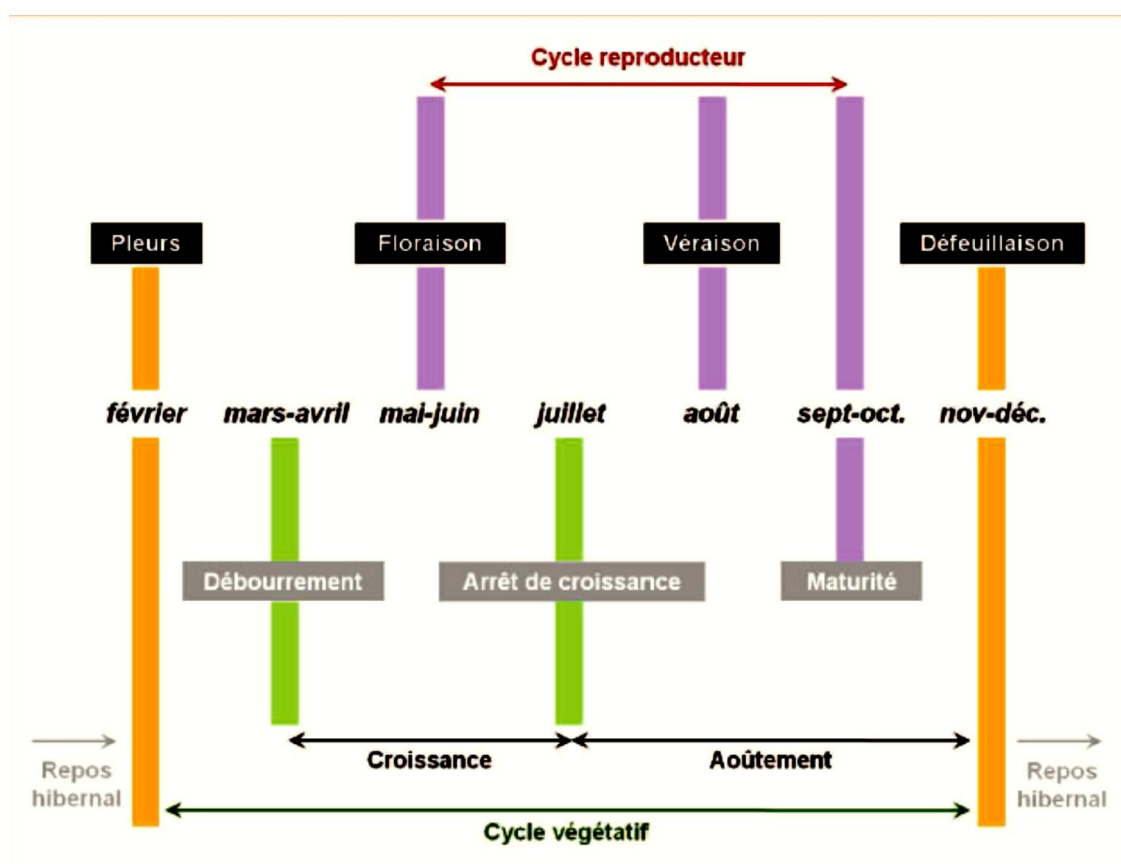 Cycle reproducteur
Pleurs
Floraison
Véraison
Défeuillaison
février mars-avril mai-juin juillet août sept-oct. nov-déc.
Débourrement
Arrêt de croissance
Maturité
Croissance
Aoûtement
Repos
hibernal
Repos
hibernal
Cycle végétatif